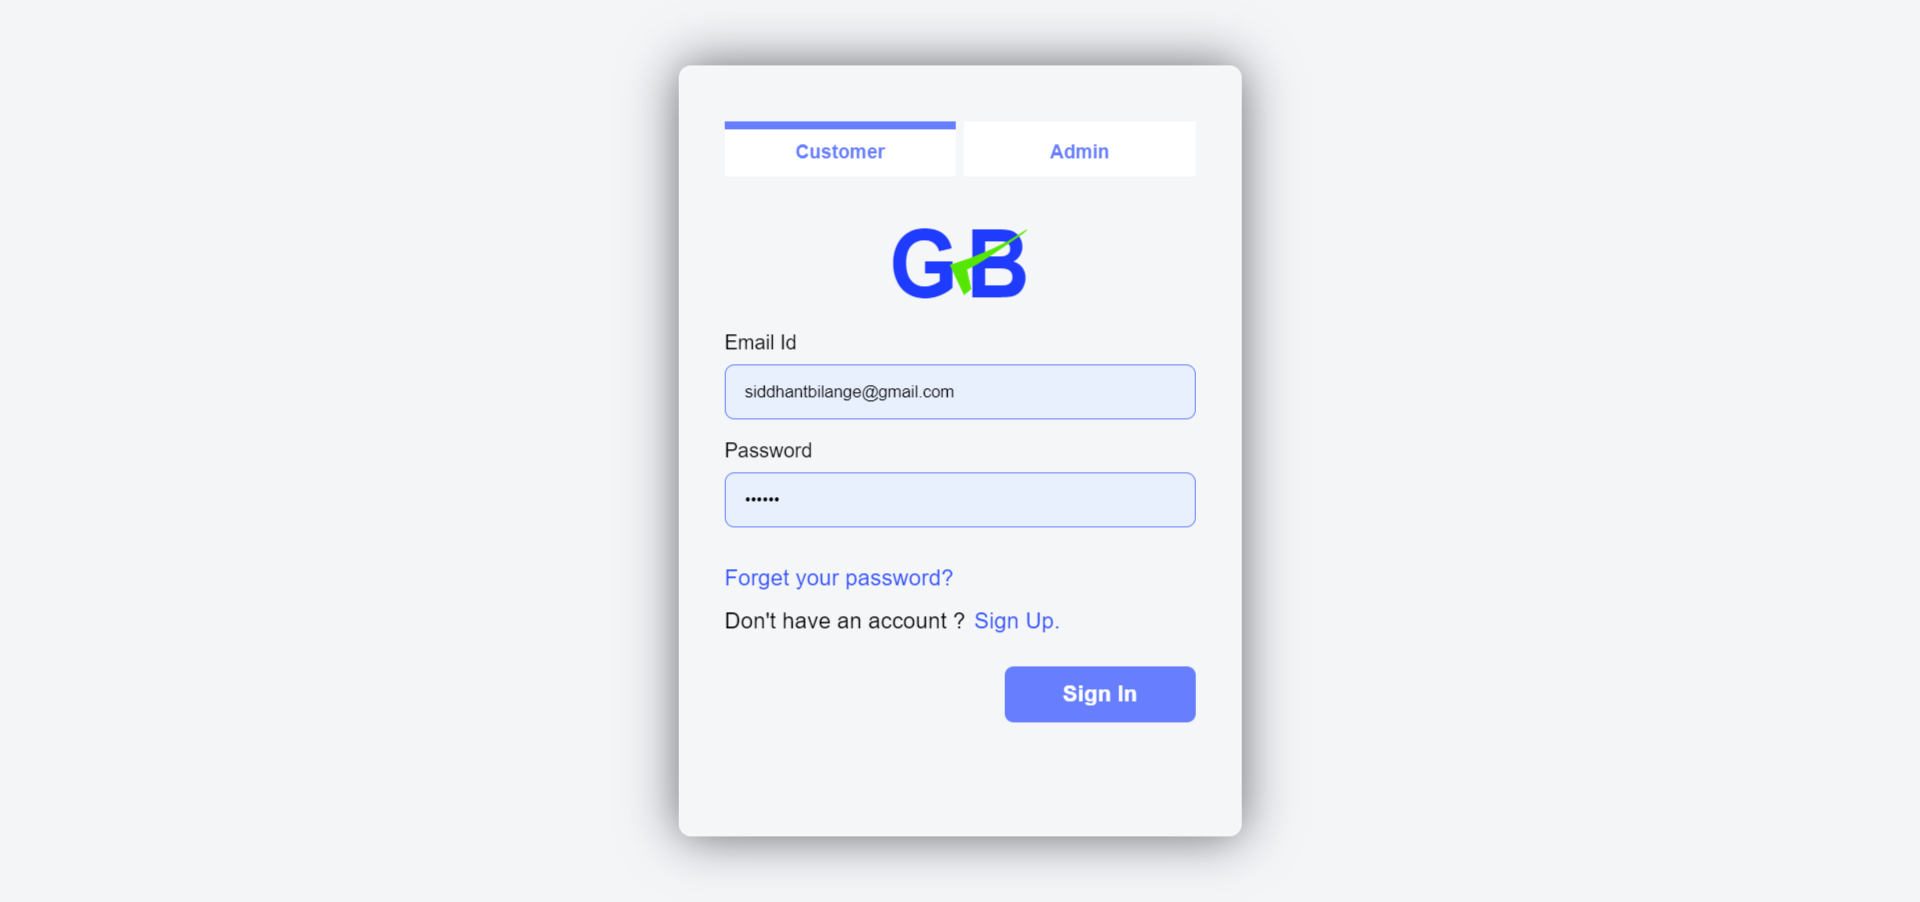 Customer
Admin
GB
Email Id
siddhantbilange@gmail.com
Password
••••••
Forget your password?
Don't have an account ? Sign Up.
Sign In